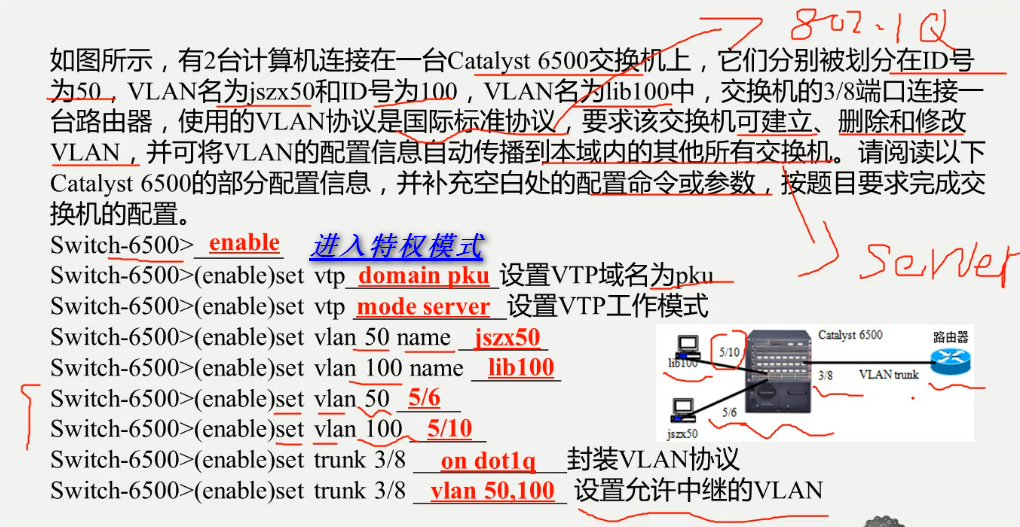 802.1Q
如图所示，有2台计算机连接在一台Catalyst 6500交换机上，它们分别被划分在ID号
为50，VLAN名为jszx50和ID号为100，VLAN名为lib100中，交换机的3/8端口连接一
台路由器，使用的VLAN协议是国际标准协议，要求该交换机可建立、删除和修改
VLAN，并可将VLAN的配置信息自动传播到本域内的其他所有交换机。请阅读以下
Catalyst 6500的部分配置信息，并补充空白处的配置命令或参数，按题目要求完成交
换机的配置。
Switch-6500> enable 进入特权模式
Server
Switch-6500>(enable)set vtp domain pku 设置VTP域名为pku
Switch-6500>(enable)set vtp mode server 设置VTP工作模式
Switch-6500>(enable)set vlan 50 name jszx50
Switch-6500>(enable)set vlan 100 name lib100
Switch-6500>(enable)set vlan 50 5/6
Switch-6500>(enable)set vlan 100 5/10
Switch-6500>(enable)set trunk 3/8 on dot1q 封装VLAN协议
Switch-6500>(enable)set trunk 3/8 vlan 50,100 设置允许中继的VLAN
Catalyst 6500
路由器
5/10
lib100
3/8
VLAN trunk
5/6
jszx50